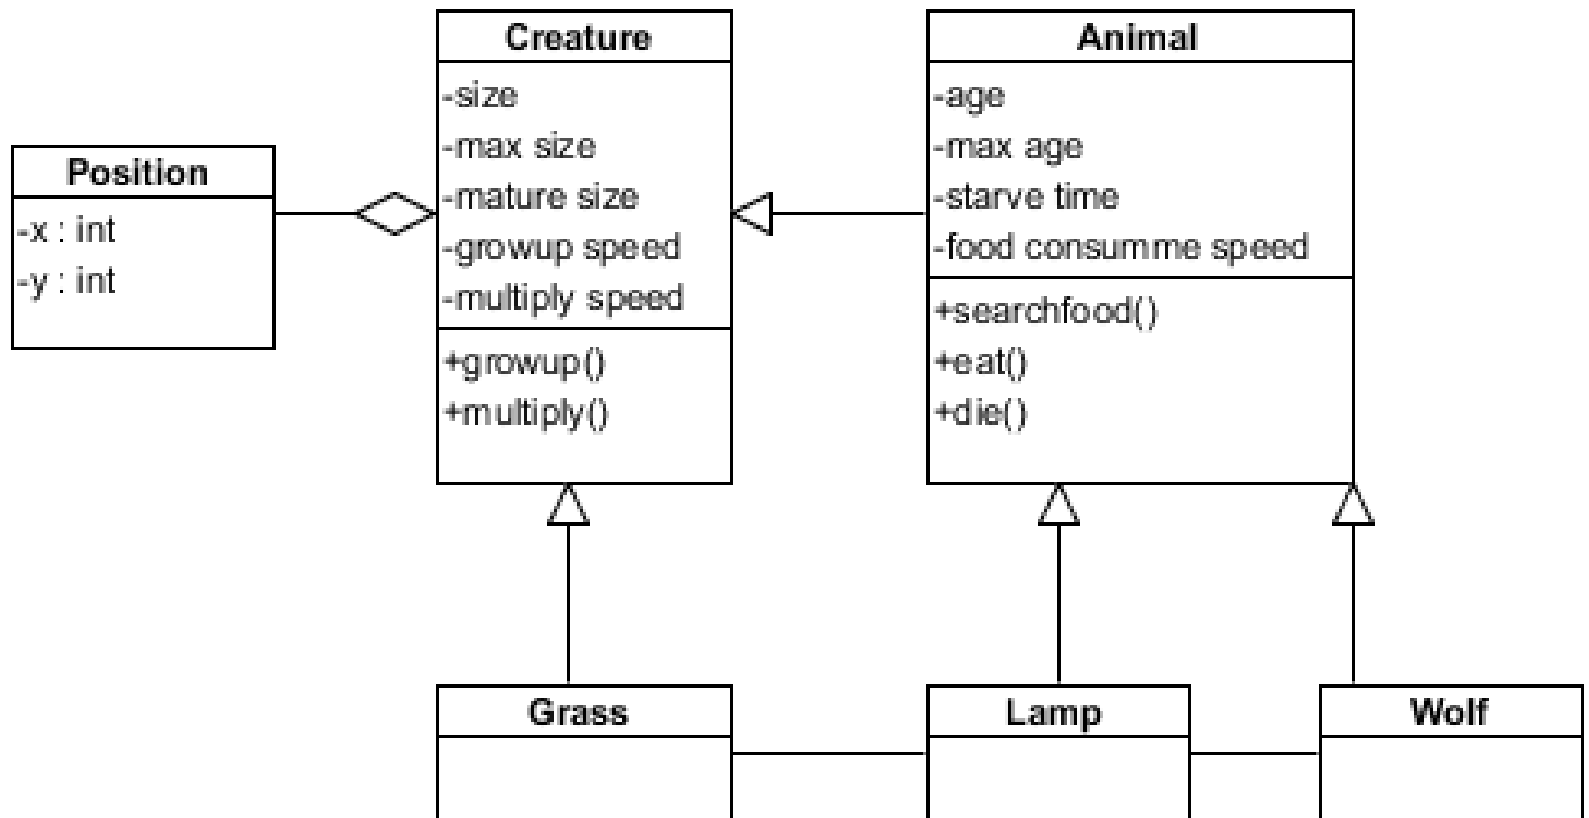 Position
-x : int
-y : int
Creature
-size
-max size
-mature size
-growup speed
-multiply speed
+growup()
+multiply()
Animal
-age
-max age
-starve time
-food consumme speed
+searchfood()
+eat()
+die()
Grass
Lamp
Wolf